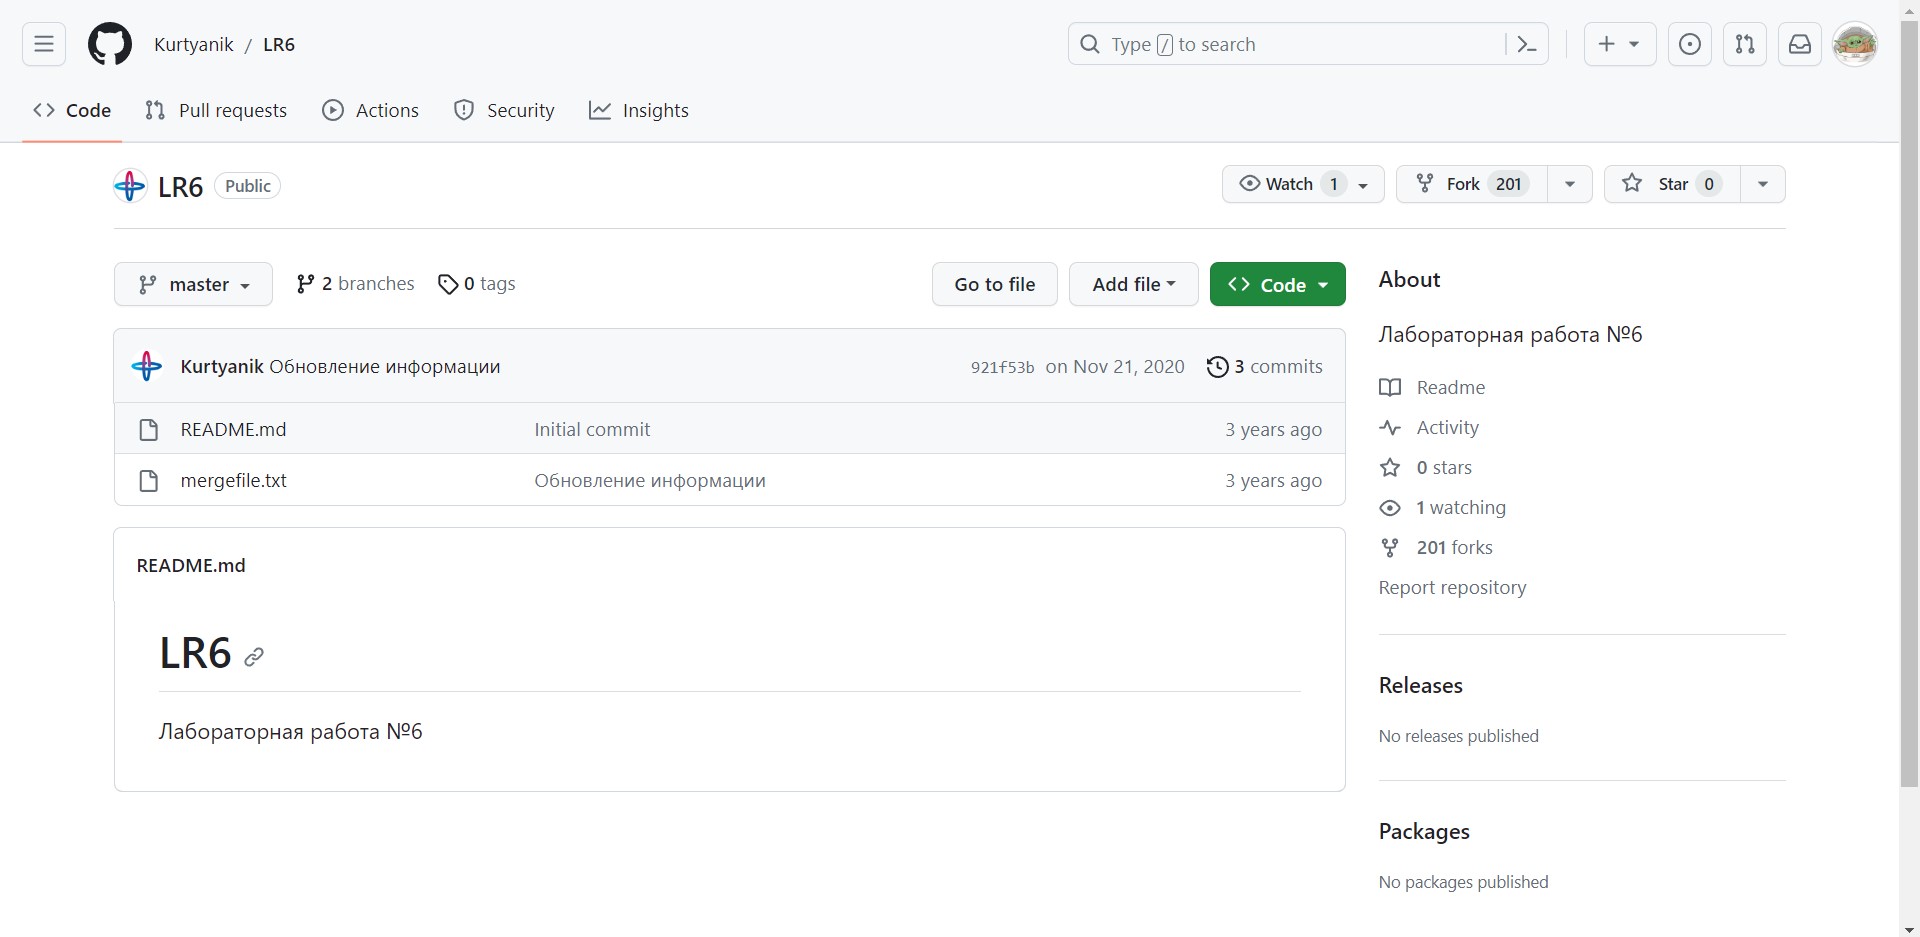 Kurtyanik / LR6
Type / to search
Code Pull requests Actions Security Insights
LR6 Public
Watch 1 Fork 201 Star 0
master 2 branches 0 tags Go to file Add file Code
Kurtyanik Обновление информации 921f53b on Nov 21, 2020 3 commits
README.md Initial commit 3 years ago
mergefile.txt Обновление информации 3 years ago
README.md
LR6
Лабораторная работа №6
About
Лабораторная работа №6
Readme
Activity
0 stars
1 watching
201 forks
Report repository
Releases
No releases published
Packages
No packages published